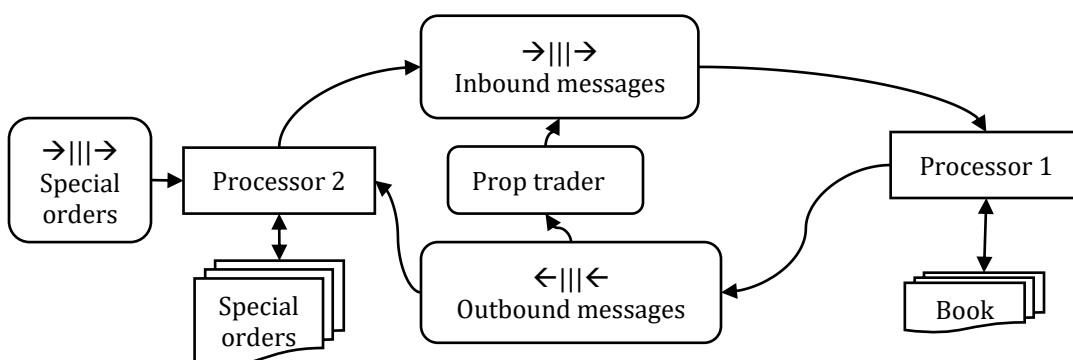 →|||→
Inbound messages
→|||→
Special
orders
Processor 2
Prop trader
Processor 1
←|||←
Outbound messages
Special
orders
Book